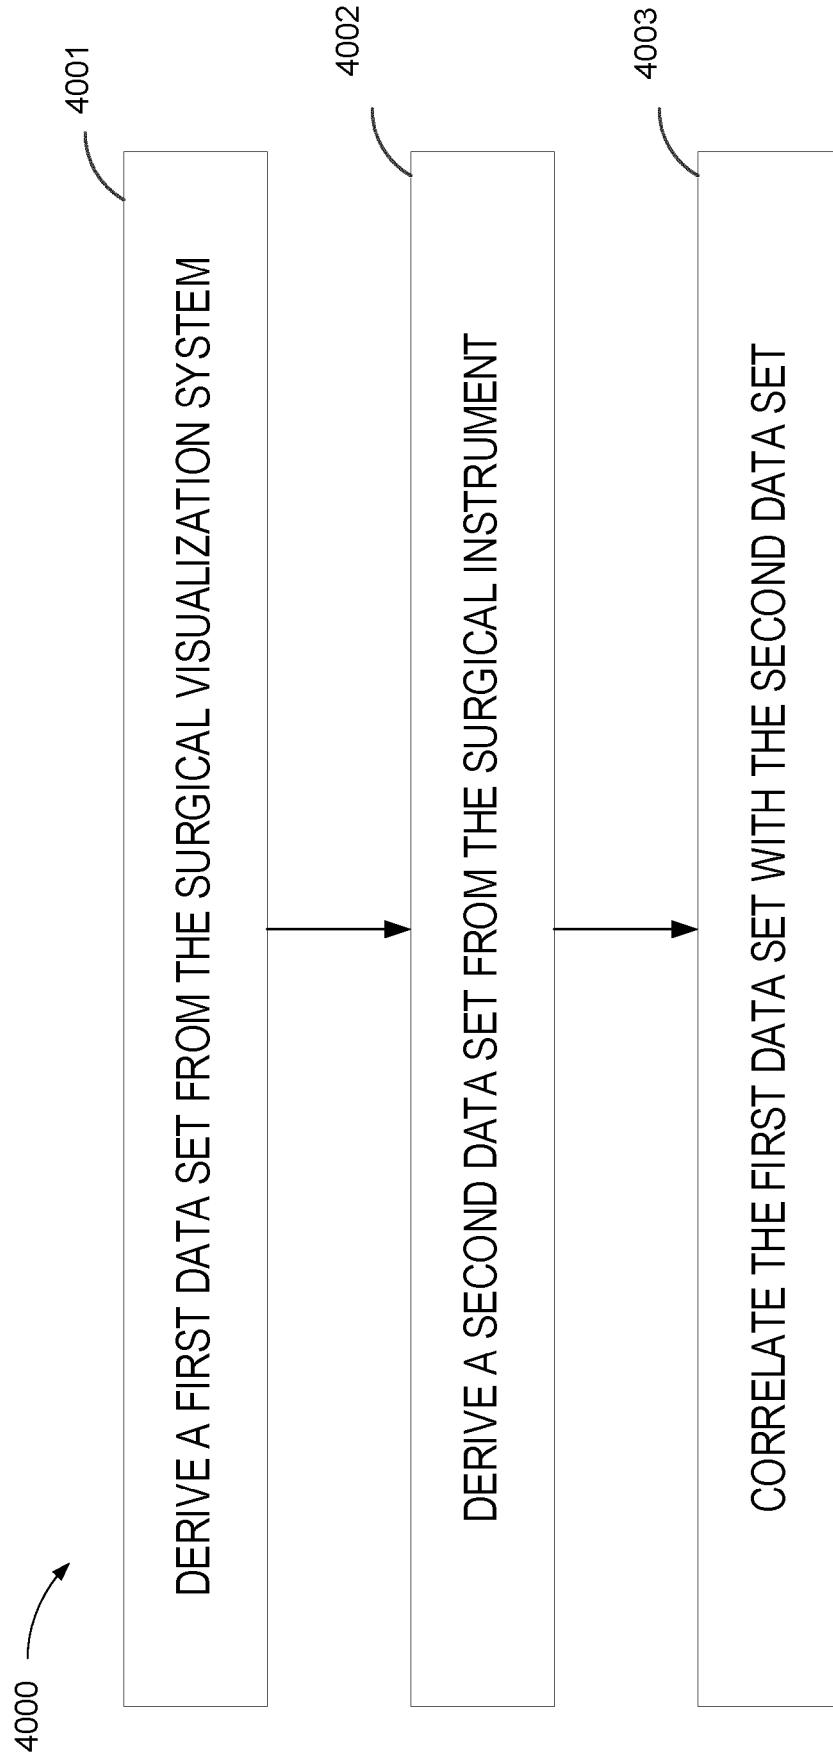 4000
4001
DERIVE A FIRST DATA SET FROM THE SURGICAL VISUALIZATION SYSTEM
4002
DERIVE A SECOND DATA SET FROM THE SURGICAL INSTRUMENT
4003
CORRELATE THE FIRST DATA SET WITH THE SECOND DATA SET